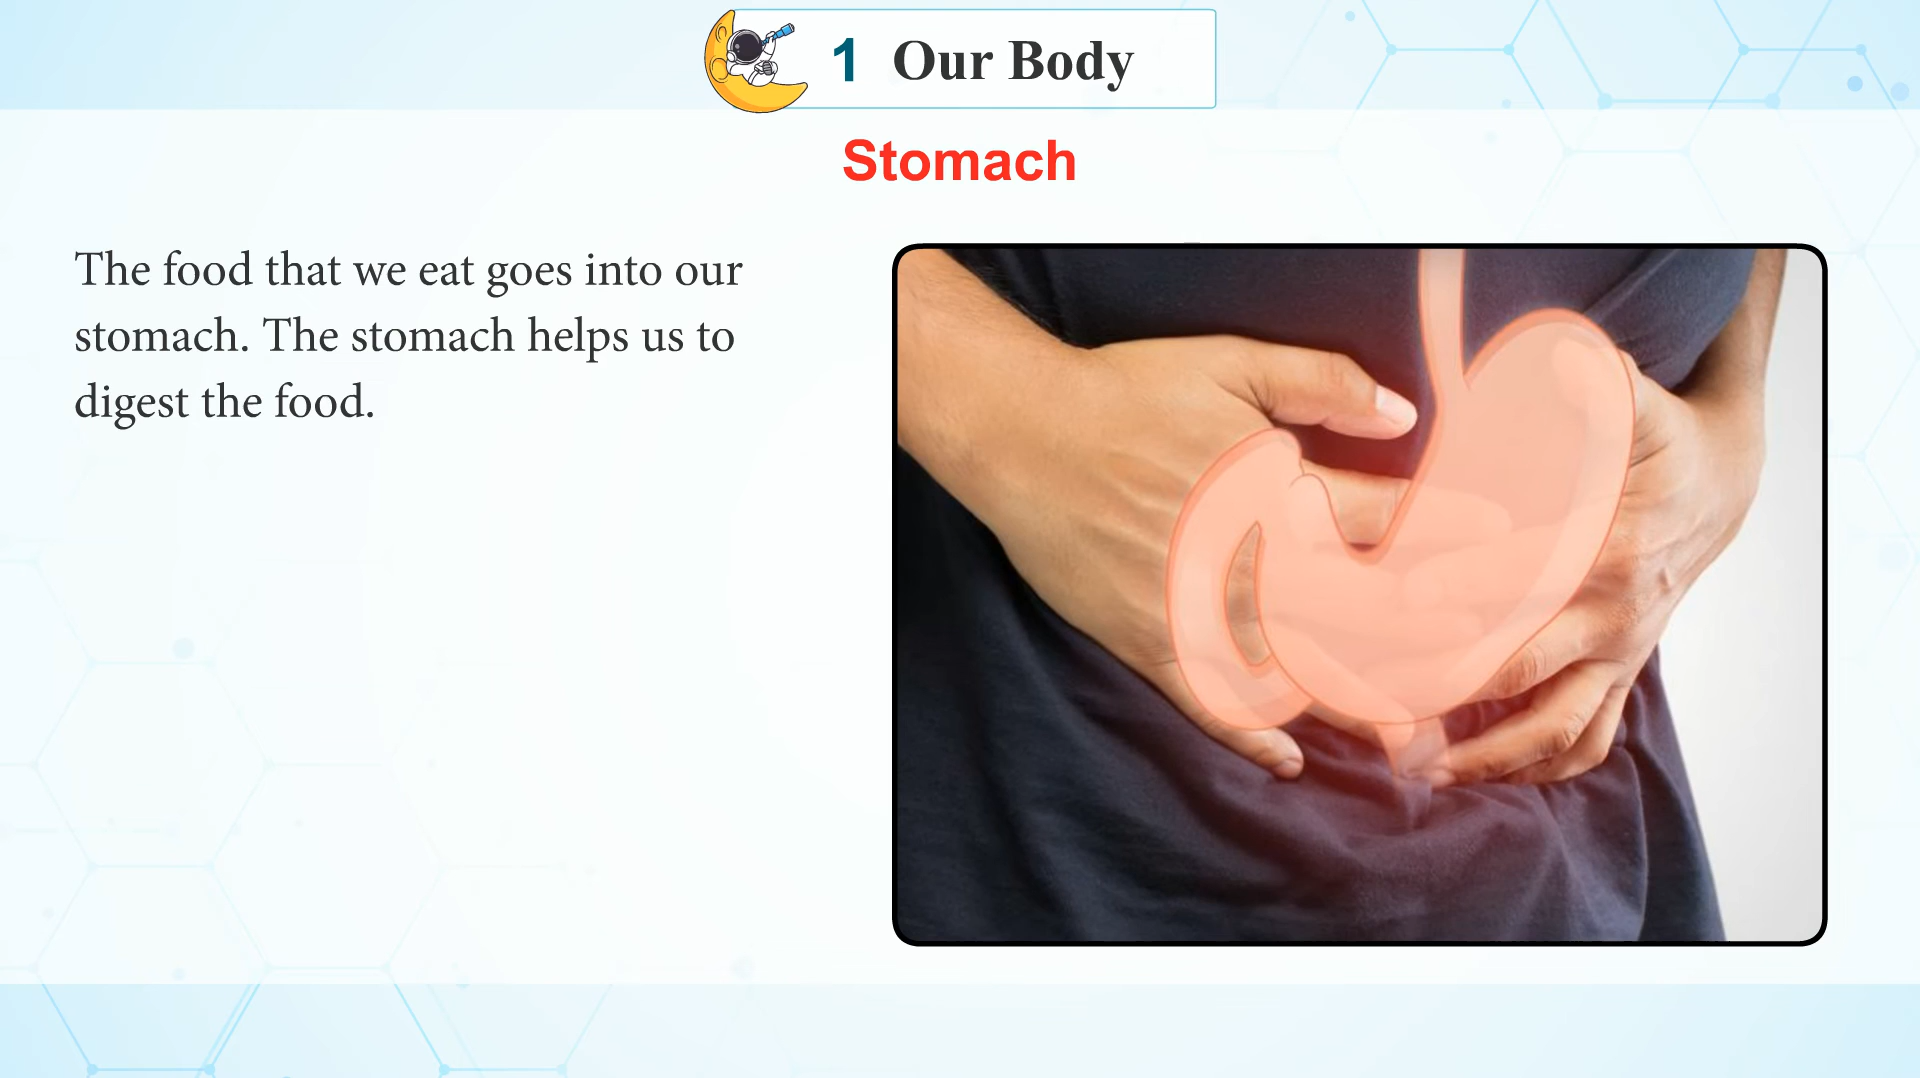 1 Our Body
Stomach
The food that we eat goes into our
stomach. The stomach helps us to
digest the food.